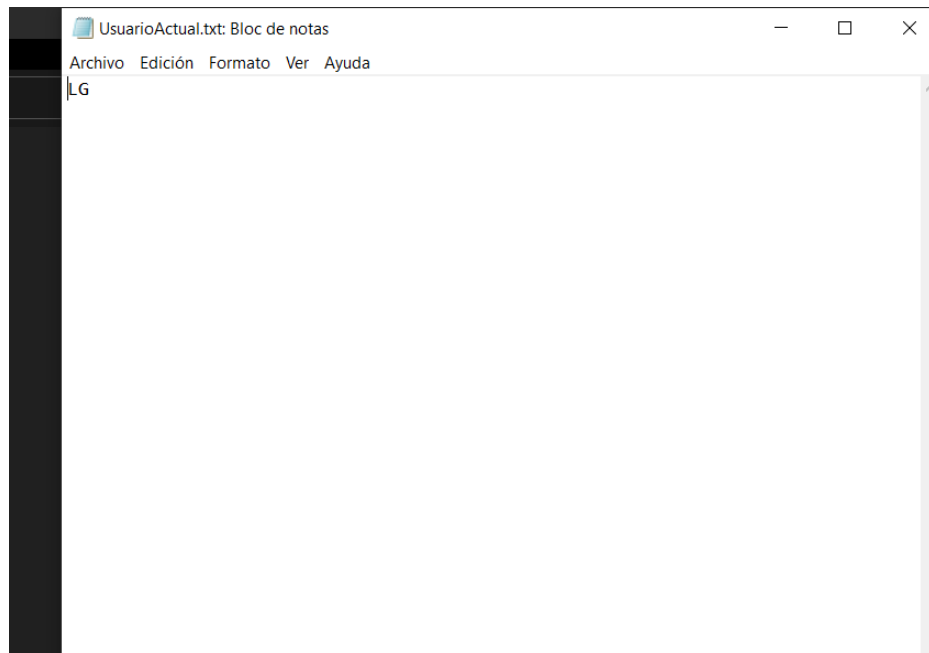 UsuarioActual.txt: Bloc de notas
Archivo Edición Formato Ver Ayuda
LG